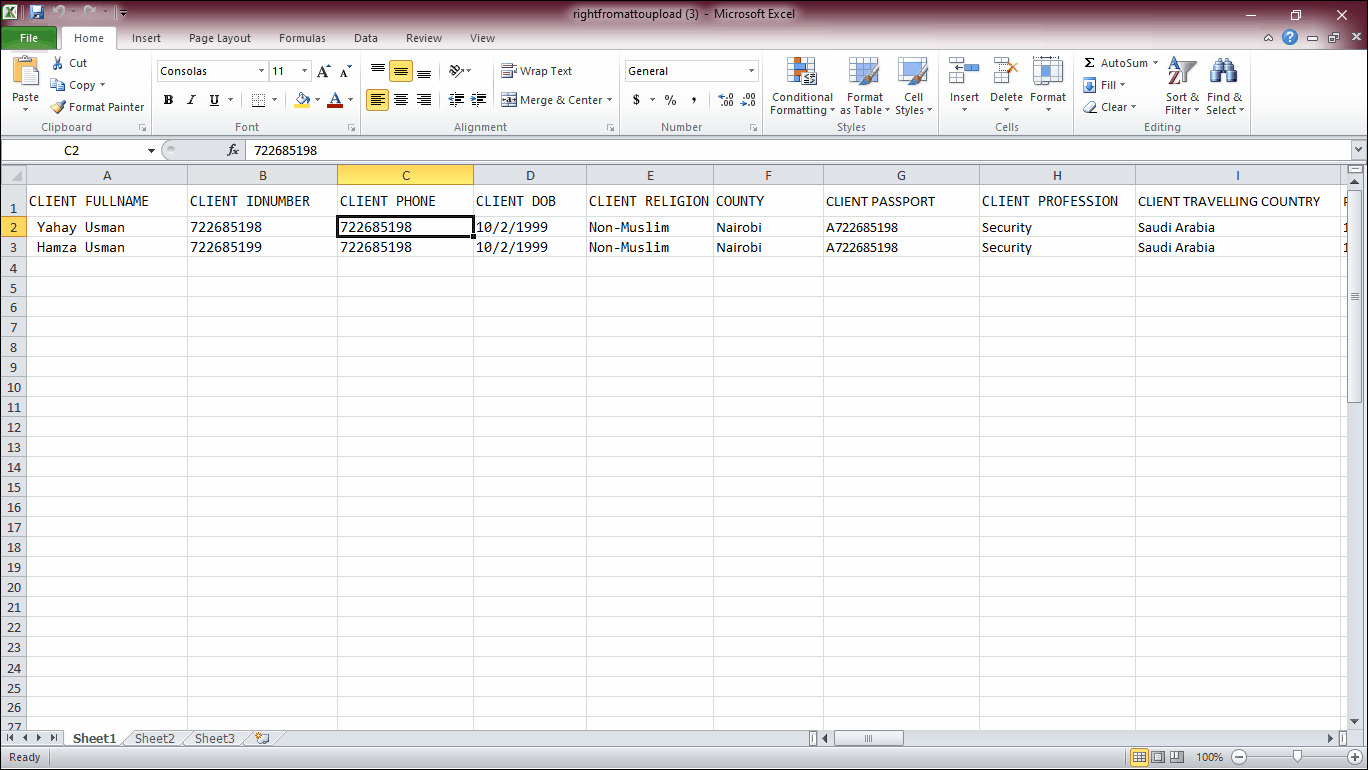 rightfromattoupload (3) - Microsoft Excel
File Home Insert Page Layout Formulas Data Review View
Paste
Cut
Copy
Format Painter
Clipboard
Consolas 11
B I U
Font
Wrap Text
Merge & Center
Alignment
General
$ % ,
Number
Conditional Formatting
Format as Table
Cell Styles
Styles
Insert Delete Format
Cells
AutoSum
Fill
Clear
Sort & Filter
Find & Select
Editing
C2 fx 722685198
A B C D E F G H I
1 CLIENT FULLNAME CLIENT IDNUMBER CLIENT PHONE CLIENT DOB CLIENT RELIGION COUNTY CLIENT PASSPORT CLIENT PROFESSION CLIENT TRAVELLING COUNTRY
2 Yahay Usman 722685198 722685198 10/2/1999 Non-Muslim Nairobi A722685198 Security Saudi Arabia
3 Hamza Usman 722685199 722685198 10/2/1999 Non-Muslim Nairobi A722685198 Security Saudi Arabia
4
5
6
7
8
9
10
11
12
13
14
15
16
17
18
19
20
21
22
23
24
25
26
27
Sheet1 Sheet2 Sheet3
Ready 100%